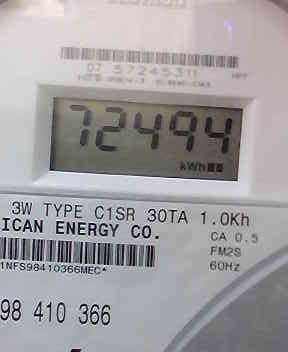 07 57245311
72494
kWh
3W TYPE C1SR 30TA 1.0Kh
ICAN ENERGY CO.
CA 0.5
FM2S
1NFS98410366MEC*
60Hz
98 410 366